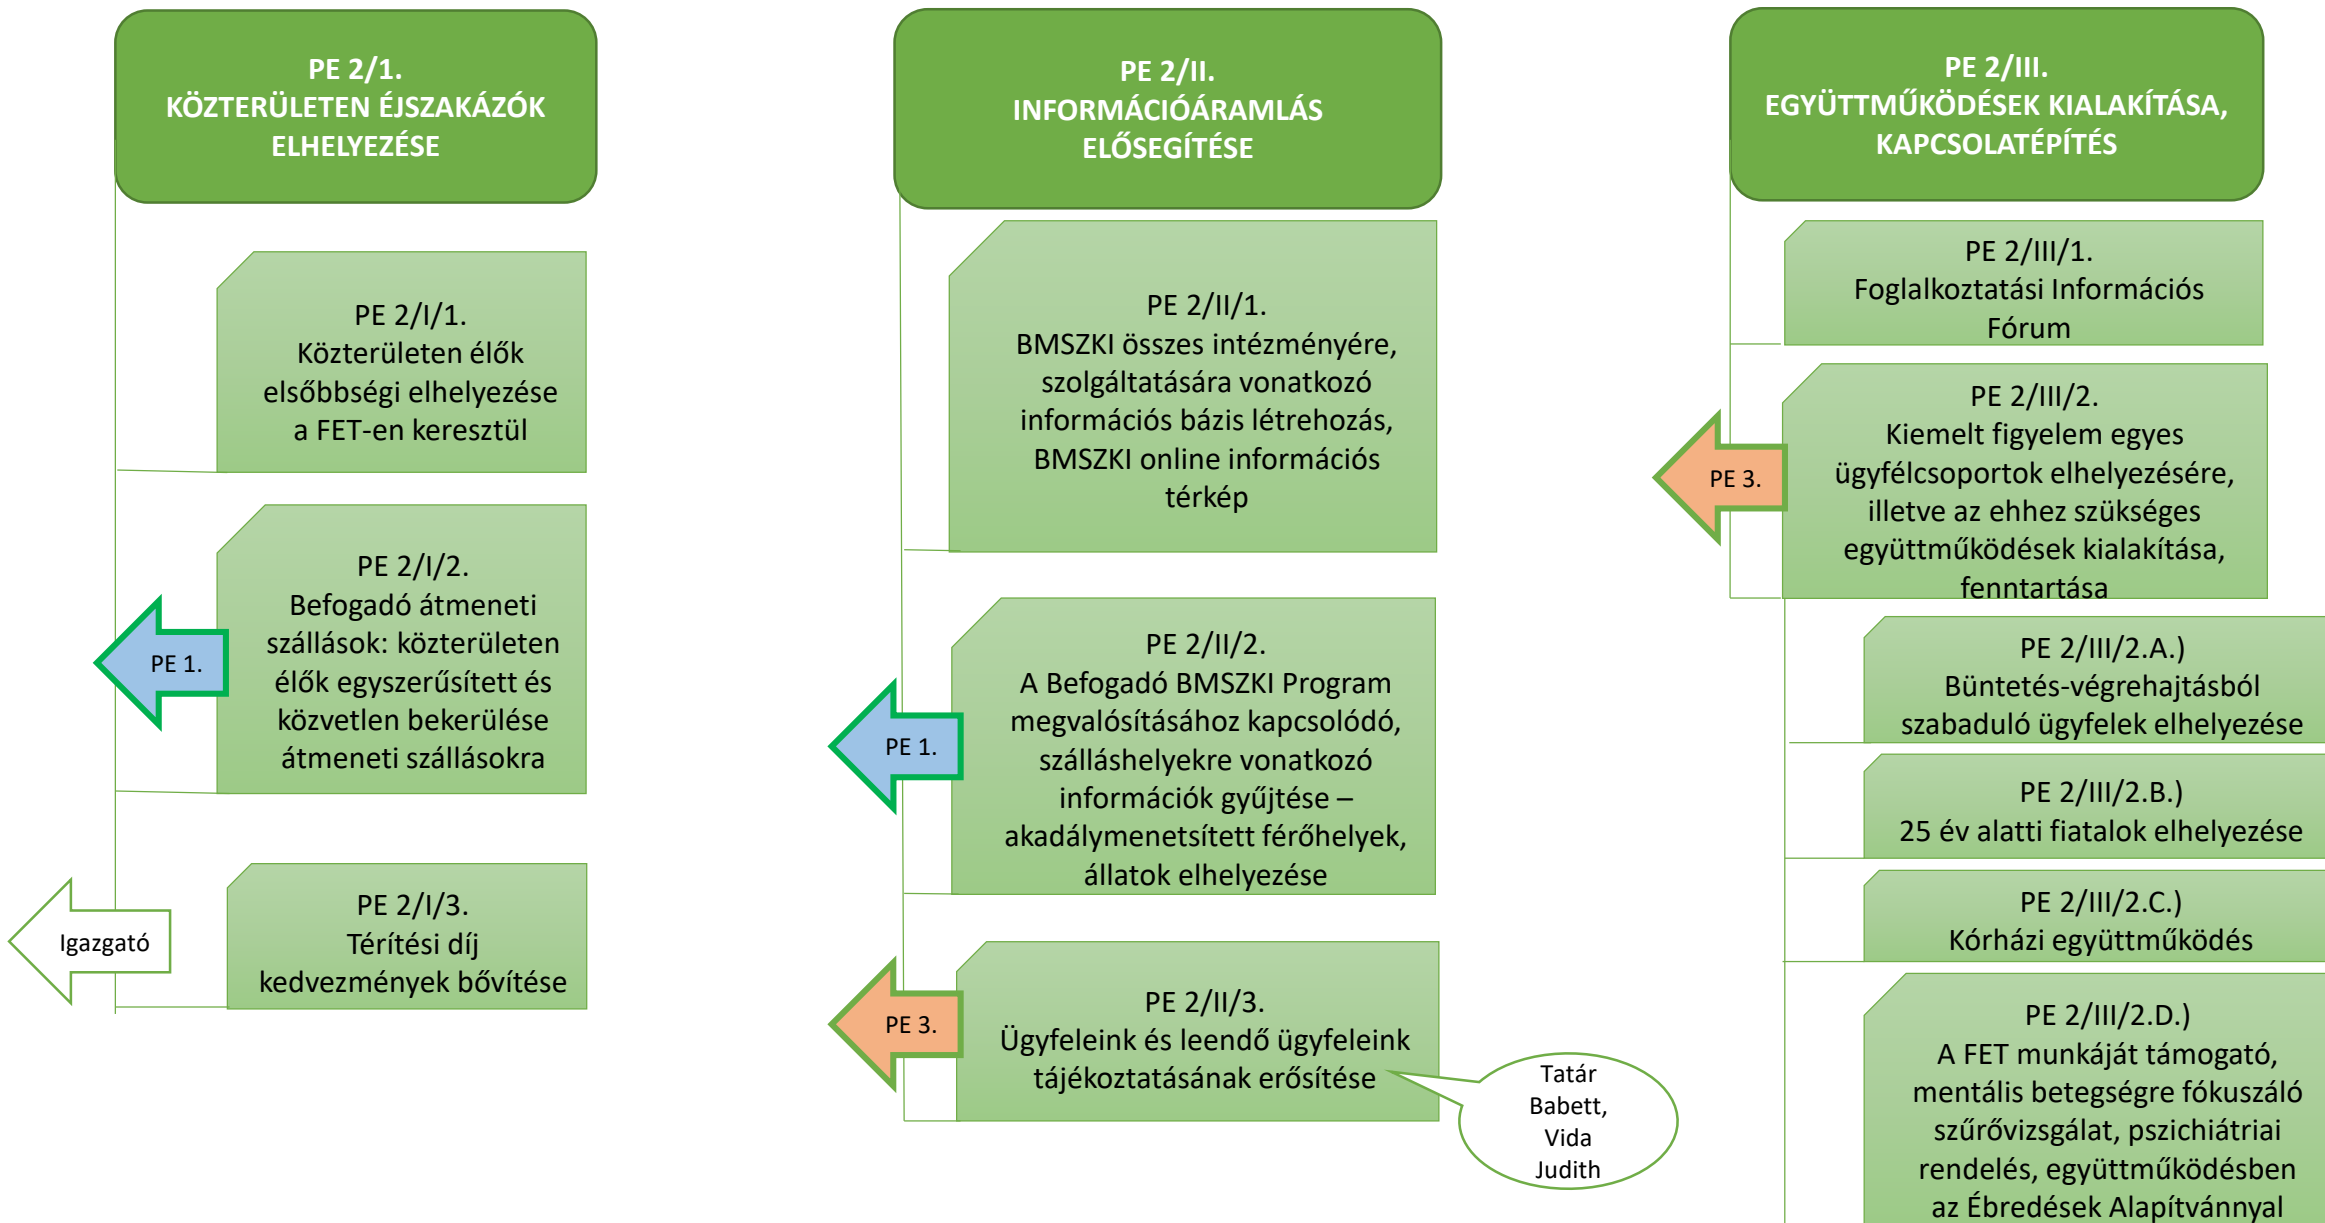 PE 2/1.
KÖZTERÜLETEN ÉJSZAKÁZÓK
ELHELYEZÉSE
PE 2/I/1.
Közterületen élők
elsőbbségi elhelyezése
a FET-en keresztül
PE 2/I/2.
Befogadó átmeneti
szállások: közterületen
élők egyszerűsített és
közvetlen bekerülése
átmeneti szállásokra
PE 1.
PE 2/I/3.
Térítési díj
kedvezmények bővítése
Igazgató
PE 2/II.
INFORMÁCIÓÁRAMLÁS
ELŐSEGÍTÉSE
PE 2/II/1.
BMSZKI összes intézményére,
szolgáltatására vonatkozó
információs bázis létrehozás,
BMSZKI online információs
térkép
PE 2/II/2.
A Befogadó BMSZKI Program
megvalósításához kapcsolódó,
szálláshelyekre vonatkozó
információk gyűjtése –
akadálymenetsített férőhelyek,
állatok elhelyezése
PE 1.
PE 2/II/3.
Ügyfeleink és leendő ügyfeleink
tájékoztatásának erősítése
PE 3.
Tatár
Babett,
Vida
Judith
PE 2/III.
EGYÜTTMŰKÖDÉSEK KIALAKÍTÁSA,
KAPCSOLATÉPÍTÉS
PE 2/III/1.
Foglalkoztatási Információs
Fórum
PE 2/III/2.
Kiemelt figyelem egyes
ügyfélcsoportok elhelyezésére,
illetve az ehhez szükséges
együttműködések kialakítása,
fenntartása
PE 3.
PE 2/III/2.A.)
Büntetés-végrehajtásból
szabaduló ügyfelek elhelyezése
PE 2/III/2.B.)
25 év alatti fiatalok elhelyezése
PE 2/III/2.C.)
Kórházi együttműködés
PE 2/III/2.D.)
A FET munkáját támogató,
mentális betegségre fókuszáló
szűrővizsgálat, pszichiátriai
rendelés, együttműködésben
az Ébredések Alapítvánnyal